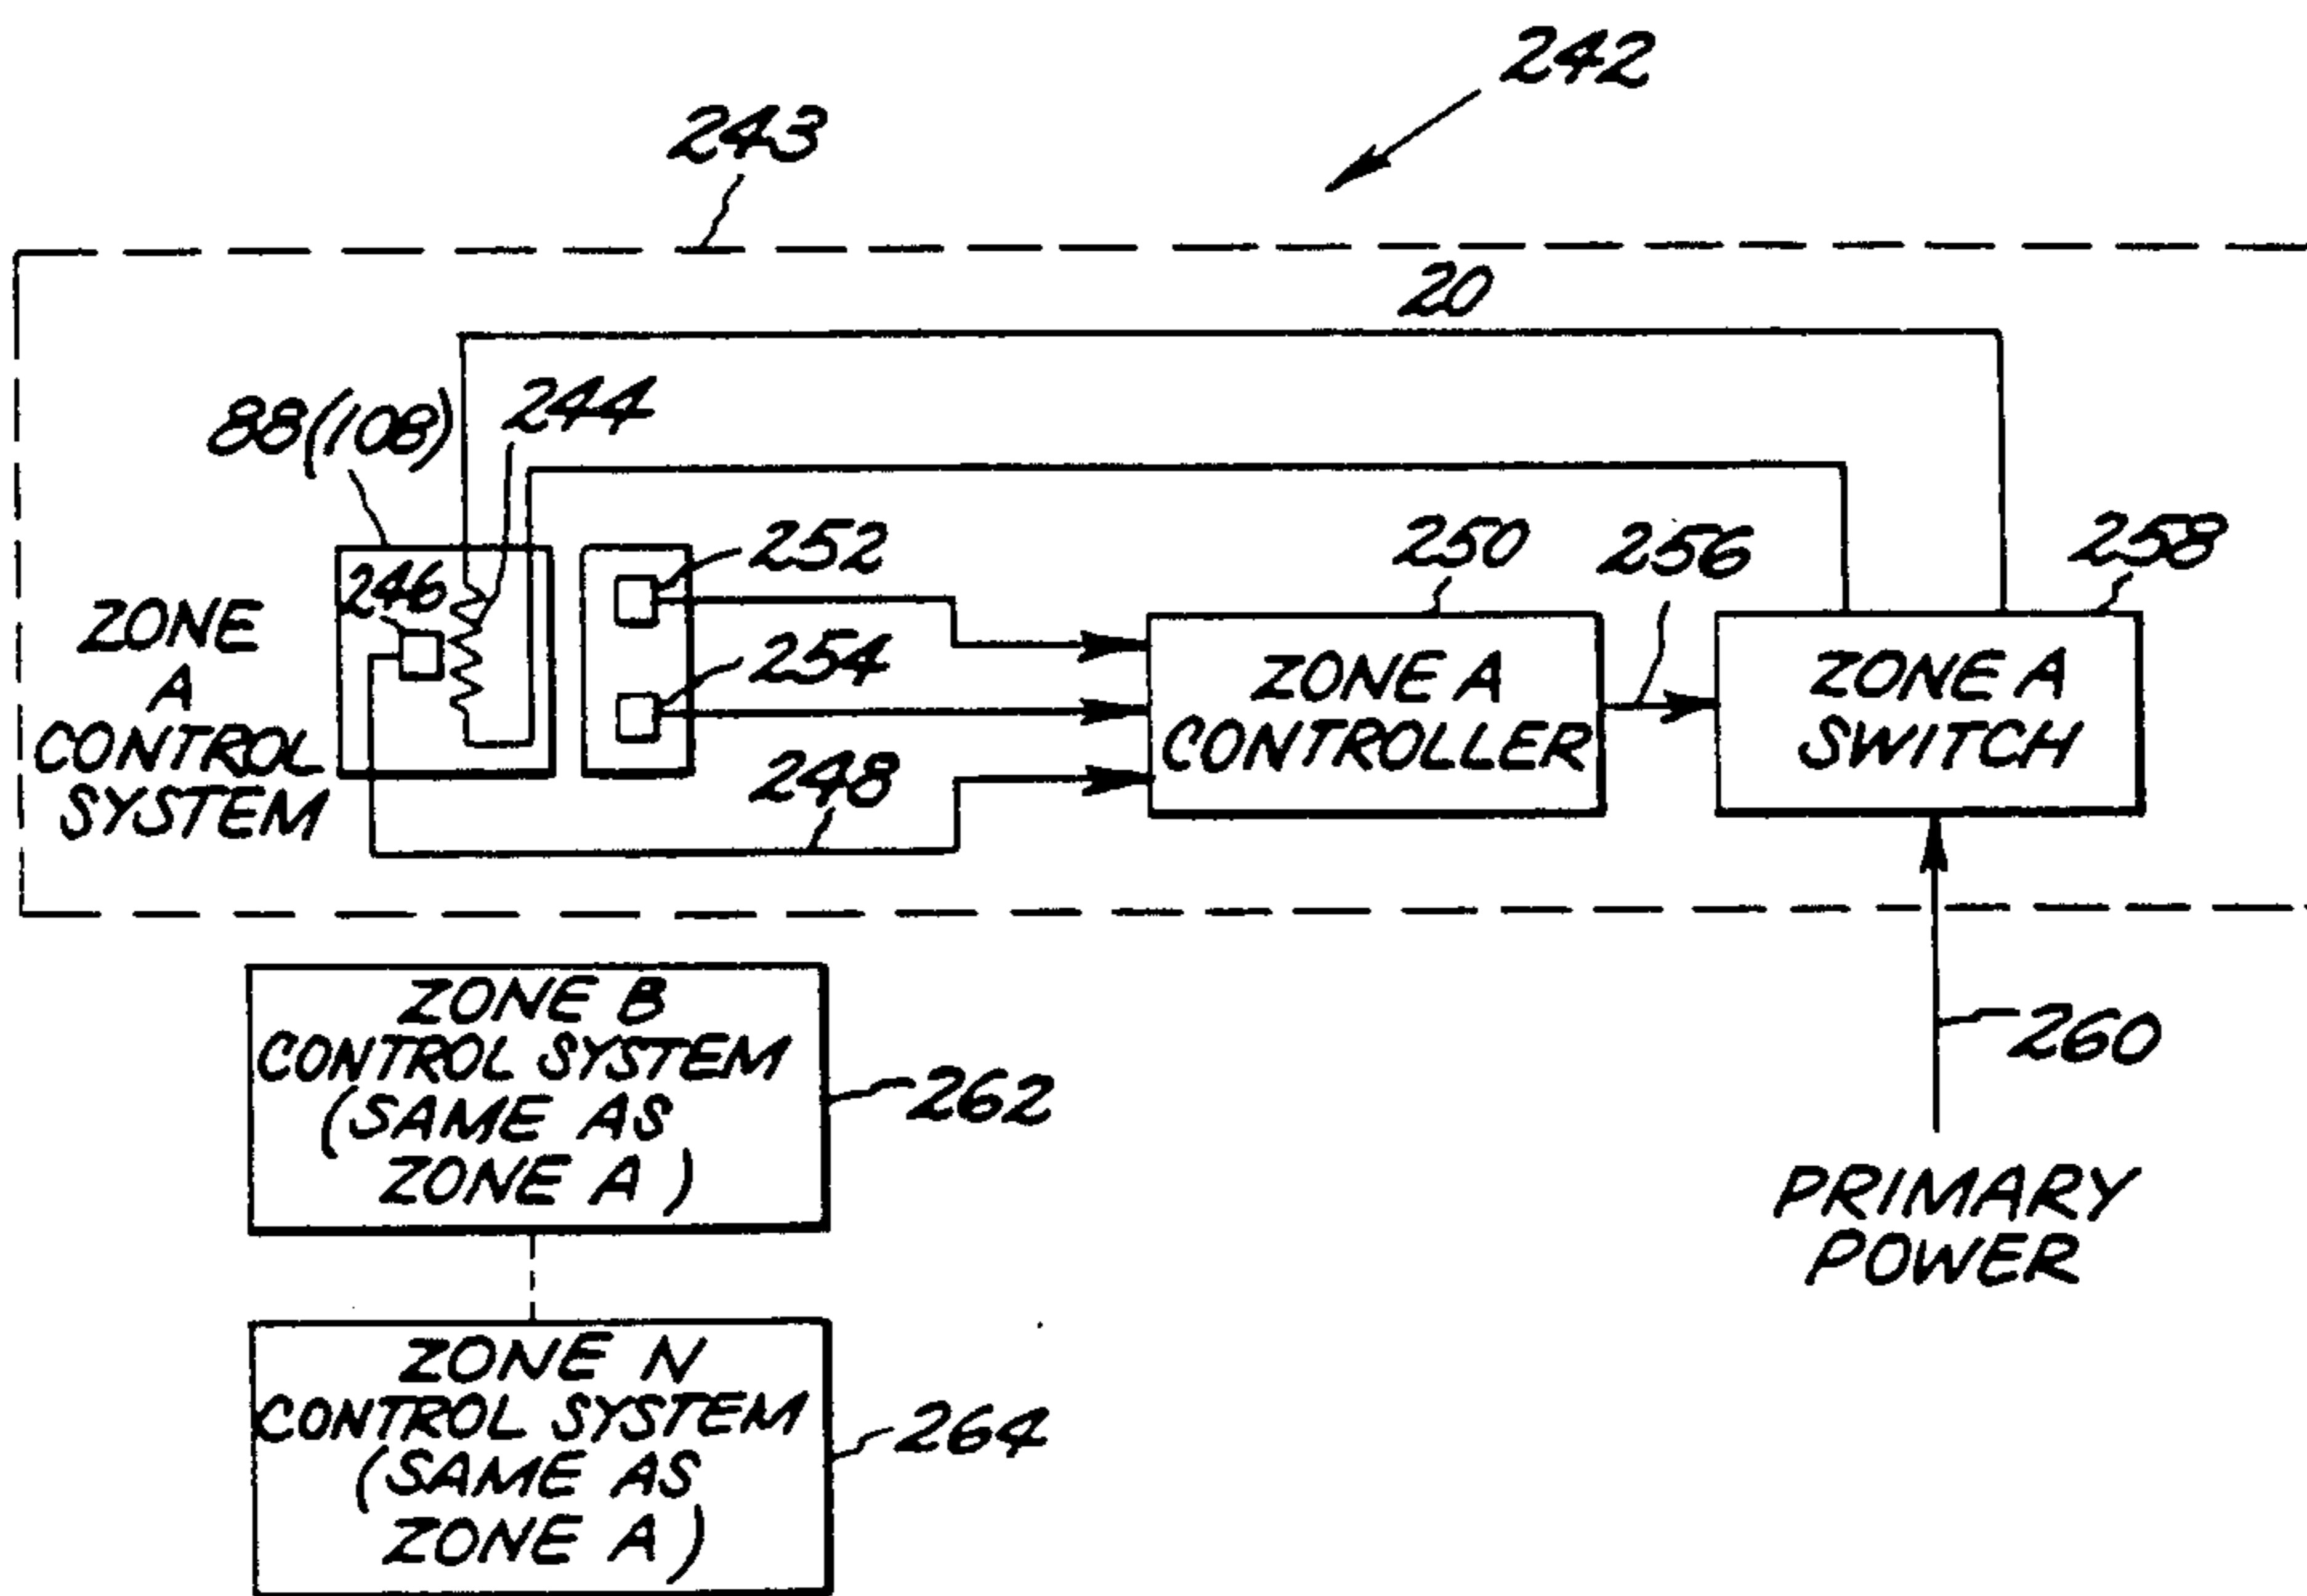 242
243
20
88(108)
244
246
252
250
256
258
254
248
ZONE
A
CONTROL
SYSTEM
ZONE A
CONTROLLER
ZONE A
SWITCH
260
PRIMARY
POWER
ZONE B
CONTROL SYSTEM
(SAME AS
ZONE A)
262
ZONE N
CONTROL SYSTEM
(SAME AS
ZONE A)
264